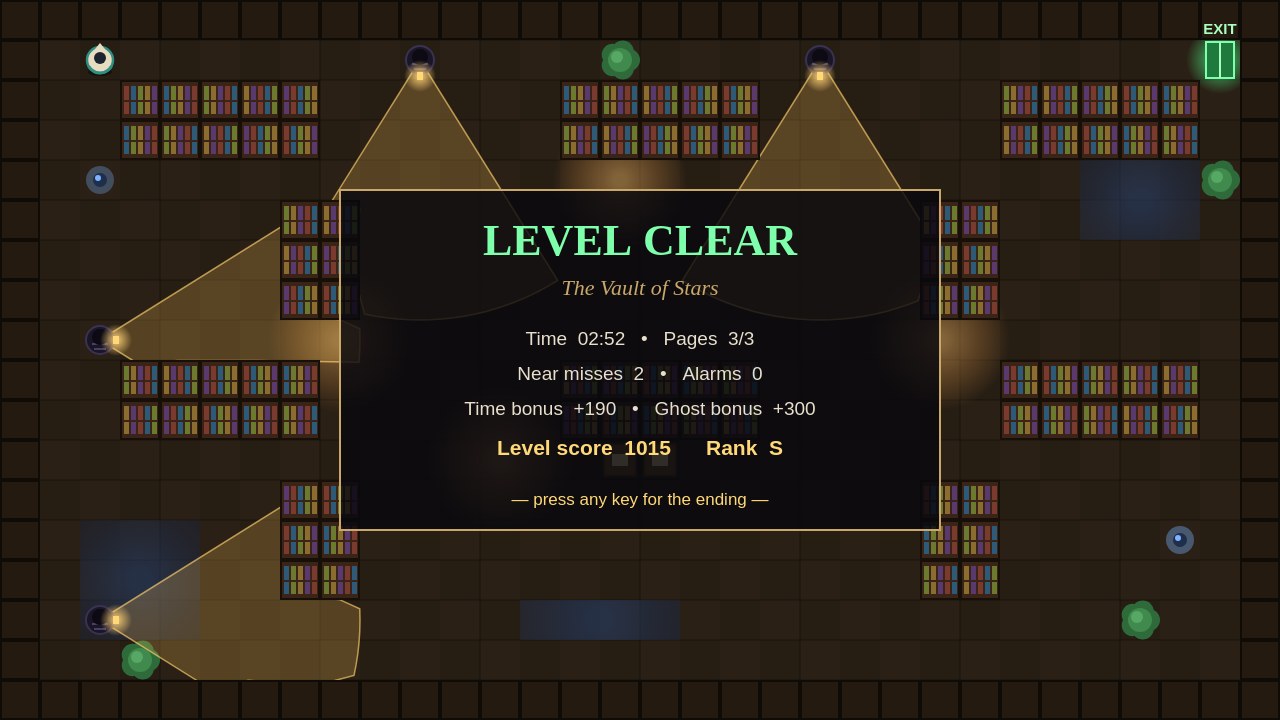 EXIT
LEVEL CLEAR
The Vault of Stars
Time 02:52 • Pages 3/3
Near misses 2 • Alarms 0
Time bonus +190 • Ghost bonus +300
Level score 1015 Rank S
— press any key for the ending —